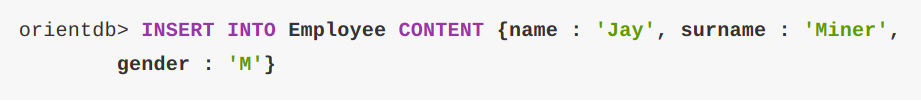 orientdb> INSERT INTO Employee CONTENT {name : 'Jay', surname : 'Miner',
gender : 'M'}